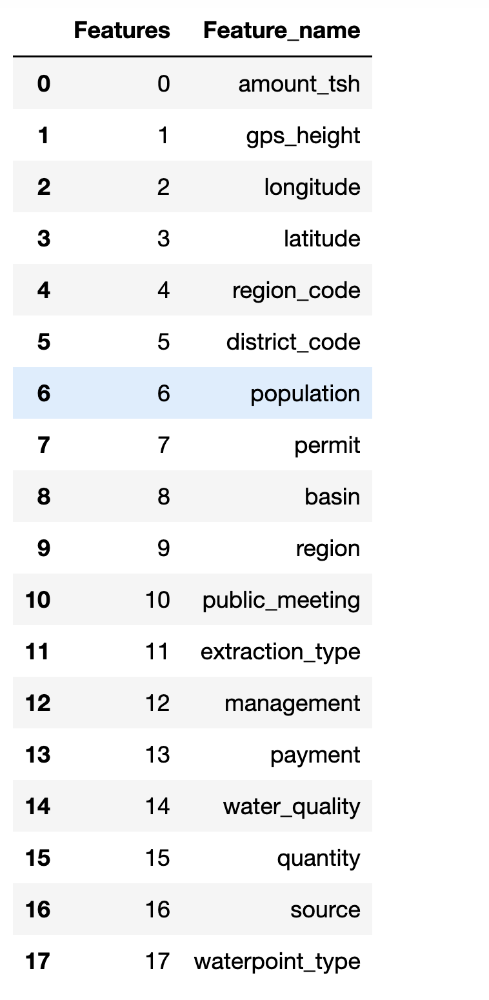 Features Feature_name
0 0 amount_tsh
1 1 gps_height
2 2 longitude
3 3 latitude
4 4 region_code
5 5 district_code
6 6 population
7 7 permit
8 8 basin
9 9 region
10 10 public_meeting
11 11 extraction_type
12 12 management
13 13 payment
14 14 water_quality
15 15 quantity
16 16 source
17 17 waterpoint_type